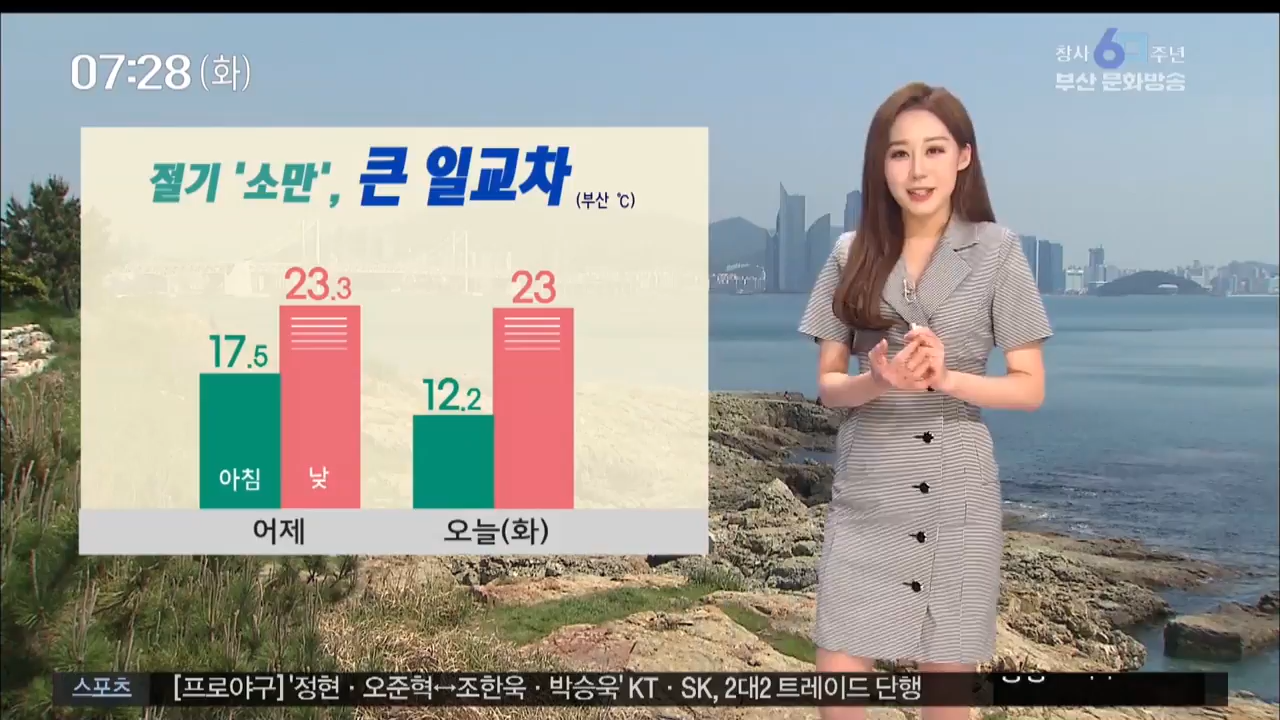 07:28(화)
창사 60 주년
부산 문화방송
절기 '소만', 큰 일교차 (부산 ℃)
23.3
23
17.5
12.2
아침
낮
어제
오늘(화)
스포츠
[프로야구] '정현·오준혁↔조한욱·박승욱' KT·SK, 2대2 트레이드 단행